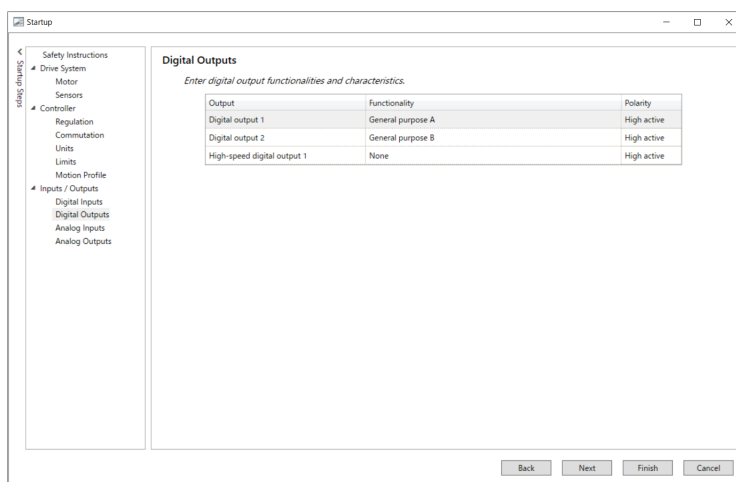 Startup
Startup Steps
Safety Instructions
Drive System
Motor
Sensors
Controller
Regulation
Commutation
Units
Limits
Motion Profile
Inputs / Outputs
Digital Inputs
Digital Outputs
Analog Inputs
Analog Outputs
Digital Outputs
Enter digital output functionalities and characteristics.
Output Functionality Polarity
Digital output 1 General purpose A High active
Digital output 2 General purpose B High active
High-speed digital output 1 None High active
Back Next Finish Cancel